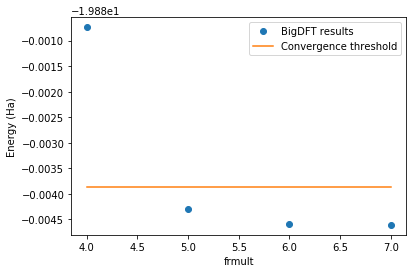 −1.988e1
BigDFT results
Convergence threshold
Energy (Ha)
−0.0010
−0.0015
−0.0020
−0.0025
−0.0030
−0.0035
−0.0040
−0.0045
4.0 4.5 5.0 5.5 6.0 6.5 7.0
frmult